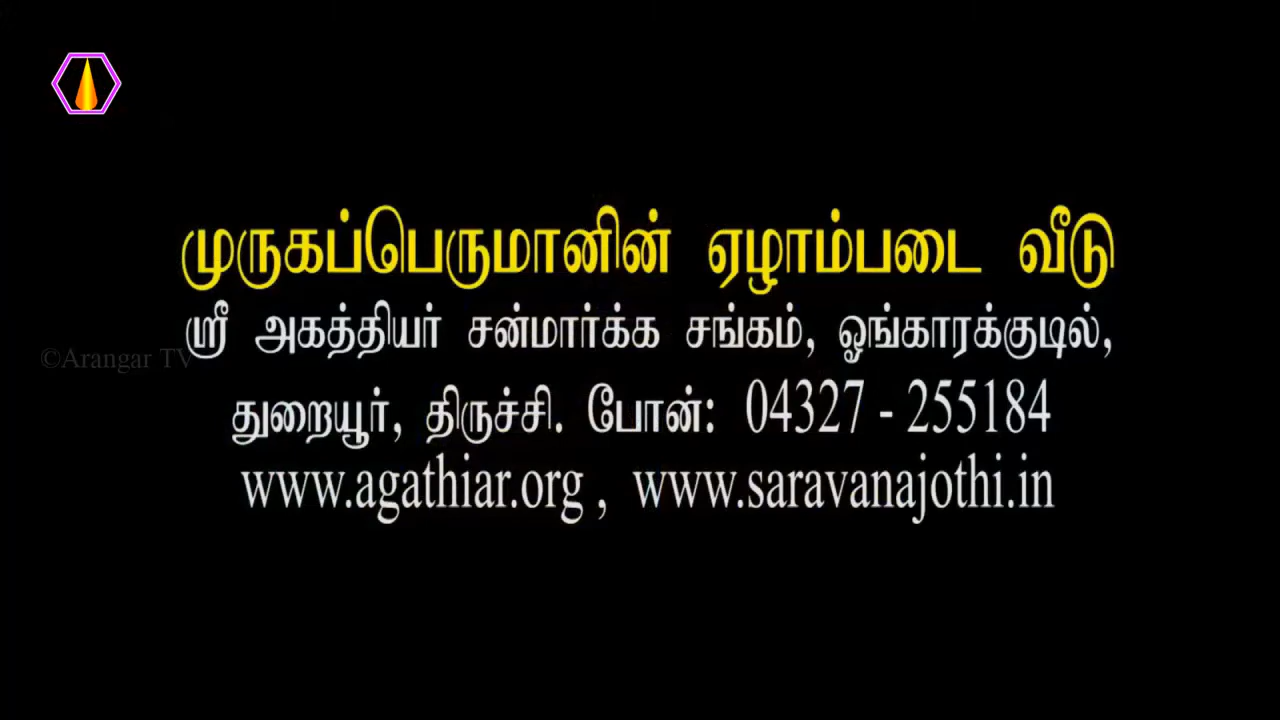 முருகப்பெருமானின் ஏழாம்படை வீடு
ஸ்ரீ அகத்தியர் சன்மார்க்க சங்கம், ஓங்காரக்குடில்,
©Arangar TV
துறையூர், திருச்சி. போன்: 04327 - 255184
www.agathiar.org , www.saravanajothi.in